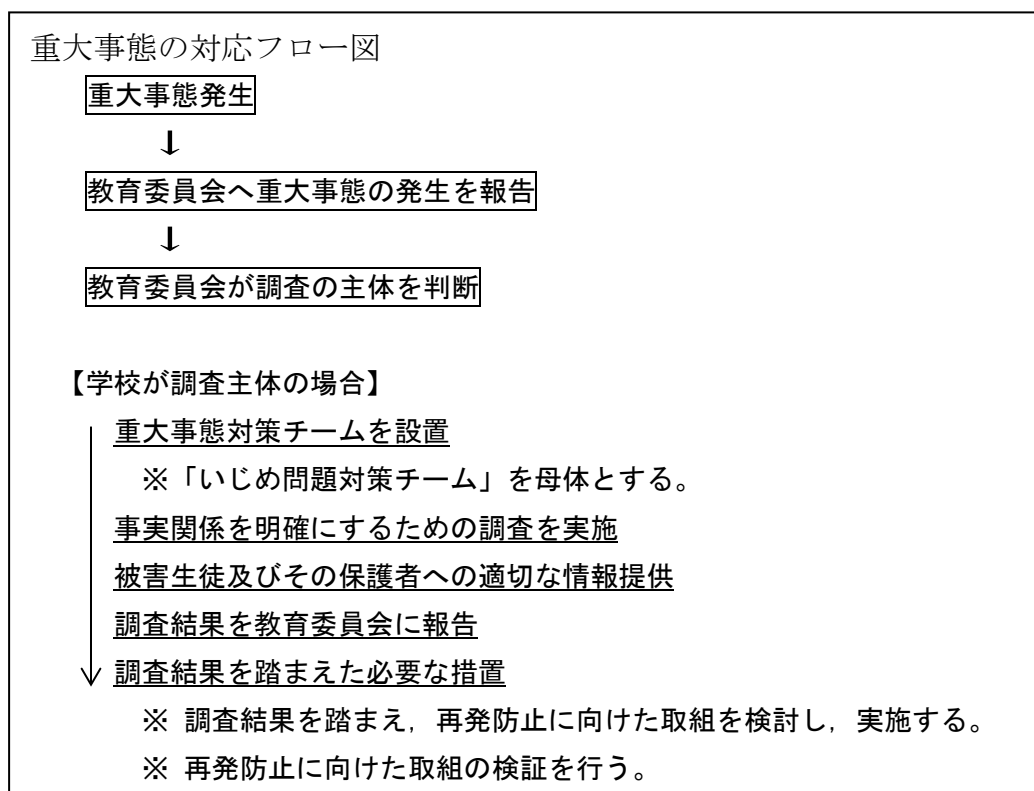 重大事態の対応フロー図
重大事態発生
↓
教育委員会へ重大事態の発生を報告
↓
教育委員会が調査の主体を判断
【学校が調査主体の場合】
重大事態対策チームを設置
※「いじめ問題対策チーム」を母体とする。
事実関係を明確にするための調査を実施
被害生徒及びその保護者への適切な情報提供
調査結果を教育委員会に報告
調査結果を踏まえた必要な措置
※ 調査結果を踏まえ，再発防止に向けた取組を検討し，実施する。
※ 再発防止に向けた取組の検証を行う。